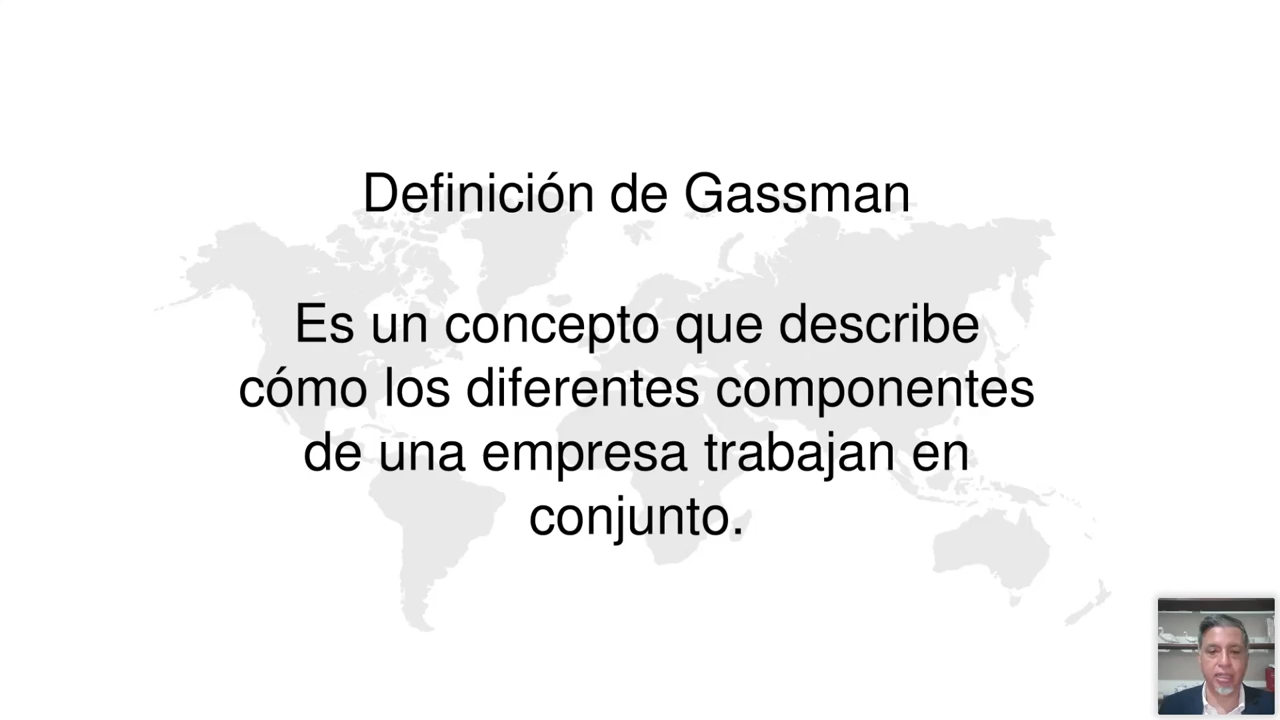 Definición de Gassman
Es un concepto que describe
cómo los diferentes componentes
de una empresa trabajan en
conjunto.